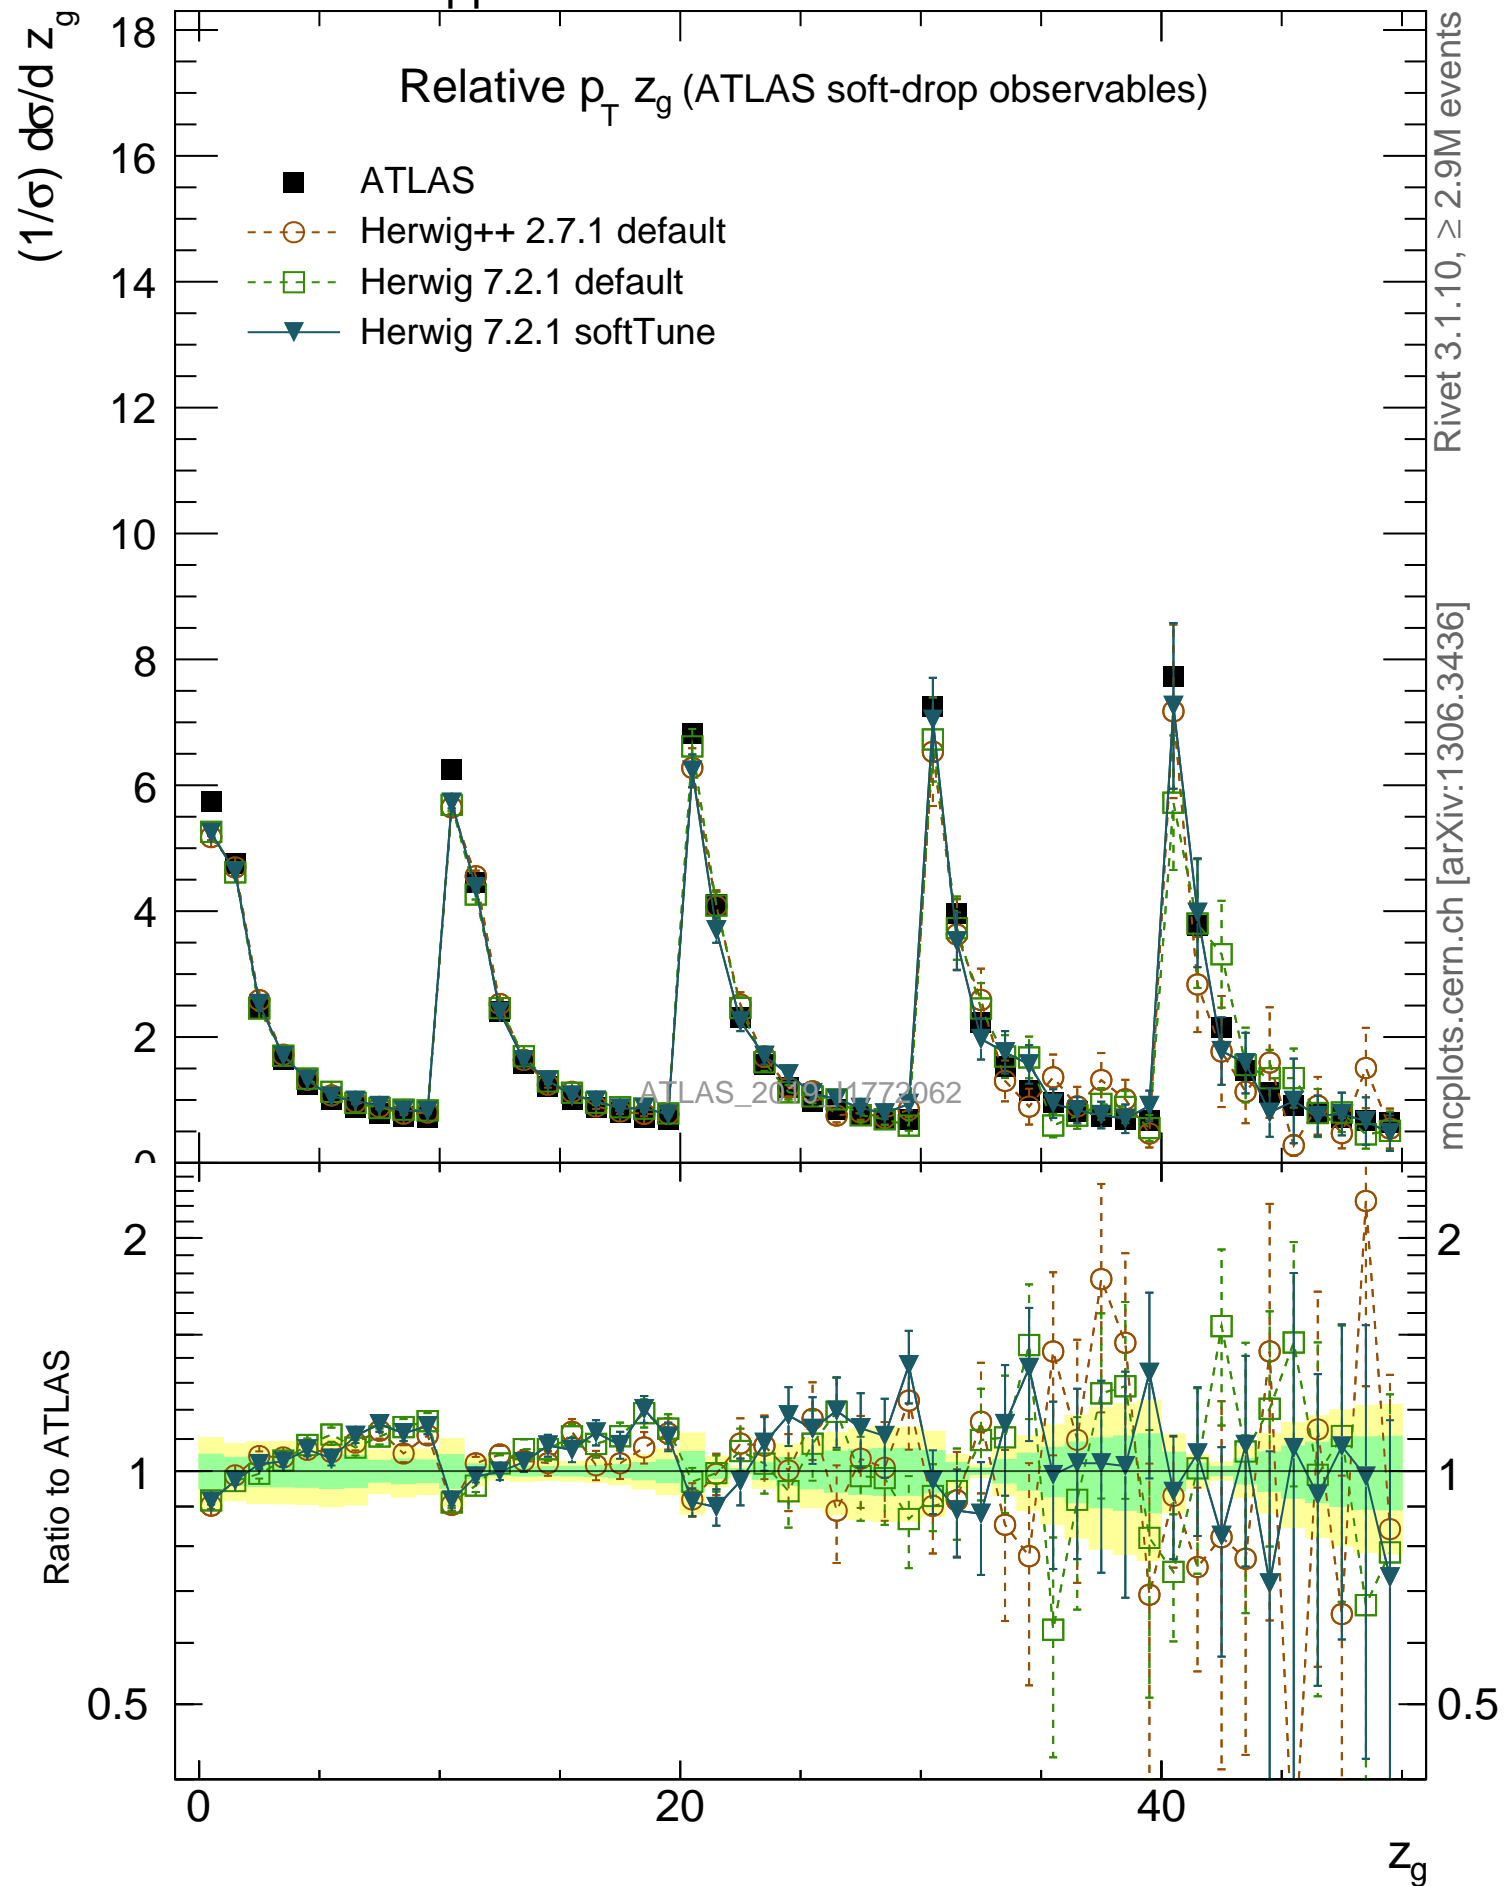 Relative p_T z_g (ATLAS soft-drop observables)
(1/σ) dσ/d z_g
18
16
14
12
10
8
6
4
2
0
ATLAS
Herwig++ 2.7.1 default
Herwig 7.2.1 default
Herwig 7.2.1 softTune
Rivet 3.1.10, ≥ 2.9M events
mcplots.cern.ch [arXiv:1306.3436]
ATLAS_2019_I1772062
Ratio to ATLAS
2
1
0.5
2
1
0.5
0
20
40
z_g